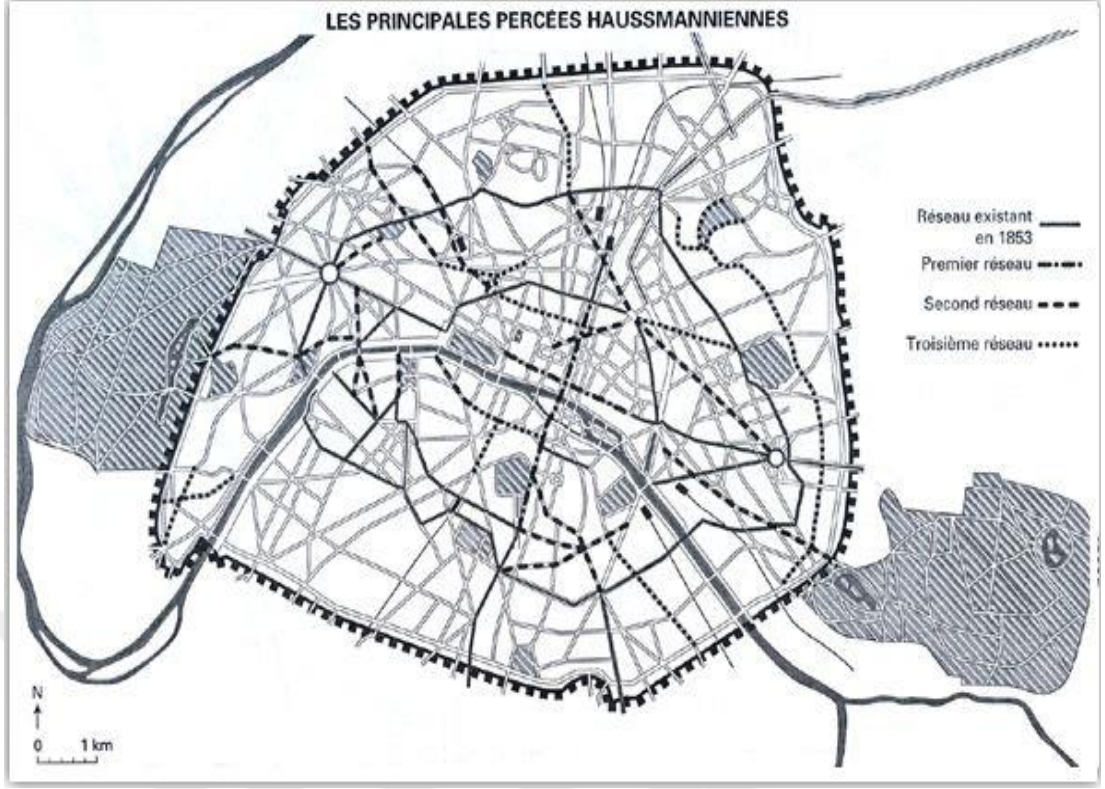 LES PRINCIPALES PERCÉES HAUSSMANNIENNES
Réseau existant
en 1853
Premier réseau
Second réseau
Troisième réseau
N
0 1 km